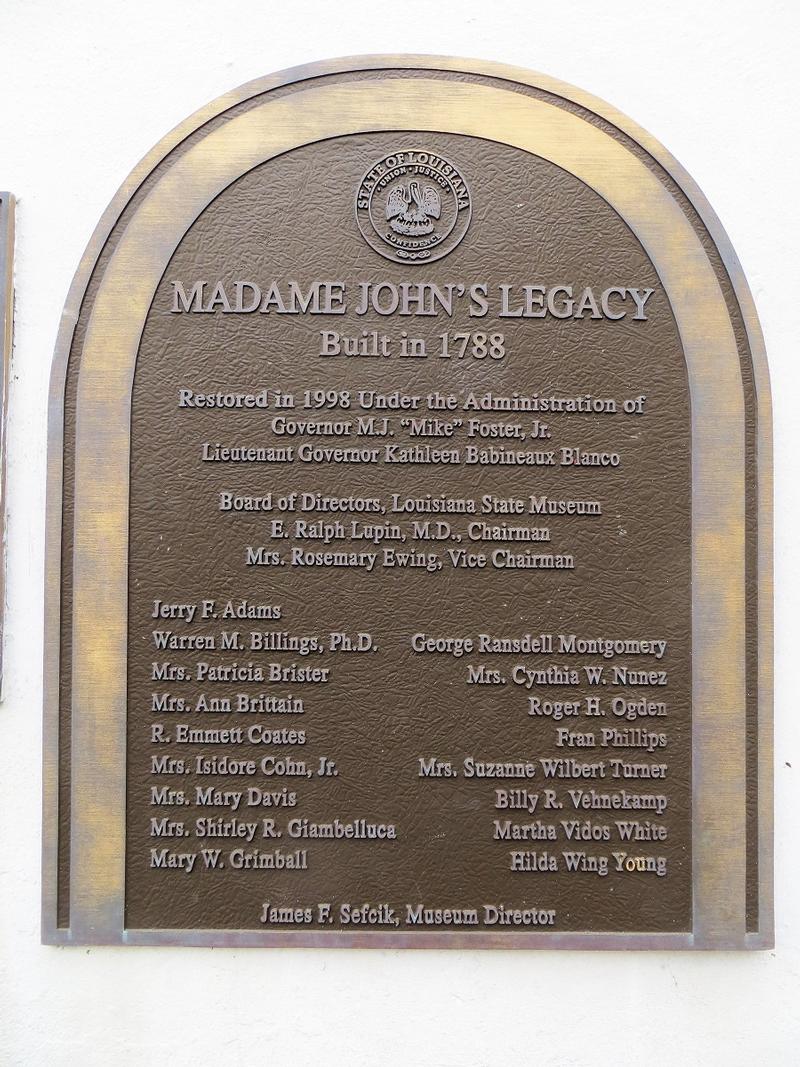 STATE OF LOUISIANA
UNION · JUSTICE
CONFIDENCE
MADAME JOHN'S LEGACY
Built in 1788
Restored in 1998 Under the Administration of
Governor M.J. "Mike" Foster, Jr.
Lieutenant Governor Kathleen Babineaux Blanco
Board of Directors, Louisiana State Museum
E. Ralph Lupin, M.D., Chairman
Mrs. Rosemary Ewing, Vice Chairman
Jerry F. Adams
Warren M. Billings, Ph.D. George Ransdell Montgomery
Mrs. Patricia Brister Mrs. Cynthia W. Nunez
Mrs. Ann Brittain Roger H. Ogden
R. Emmett Coates Fran Phillips
Mrs. Isidore Cohn, Jr. Mrs. Suzanne Wilbert Turner
Mrs. Mary Davis Billy R. Vehnekamp
Mrs. Shirley R. Giambelluca Martha Vidos White
Mary W. Grimball Hilda Wing Young
James F. Sefcik, Museum Director